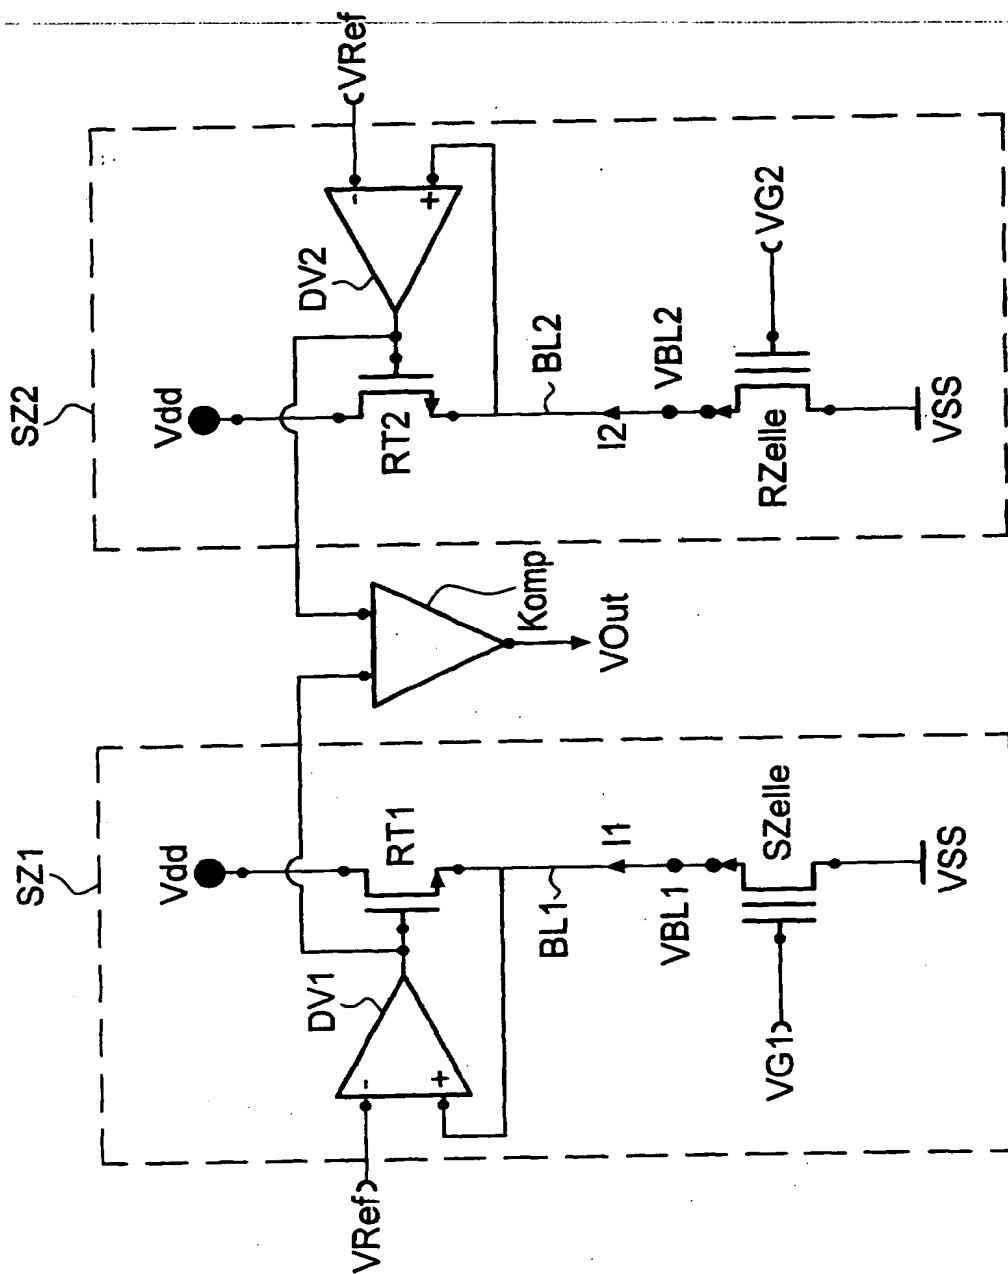 SZ1
SZ2
Vdd
Vdd
DV1
DV2
VRef
-
-
VRef
RT1
RT2
+
+
Komp
BL1
BL2
I1
I2
VOut
VBL1
VBL2
VG1
SZelle
RZelle
VG2
VSS
VSS